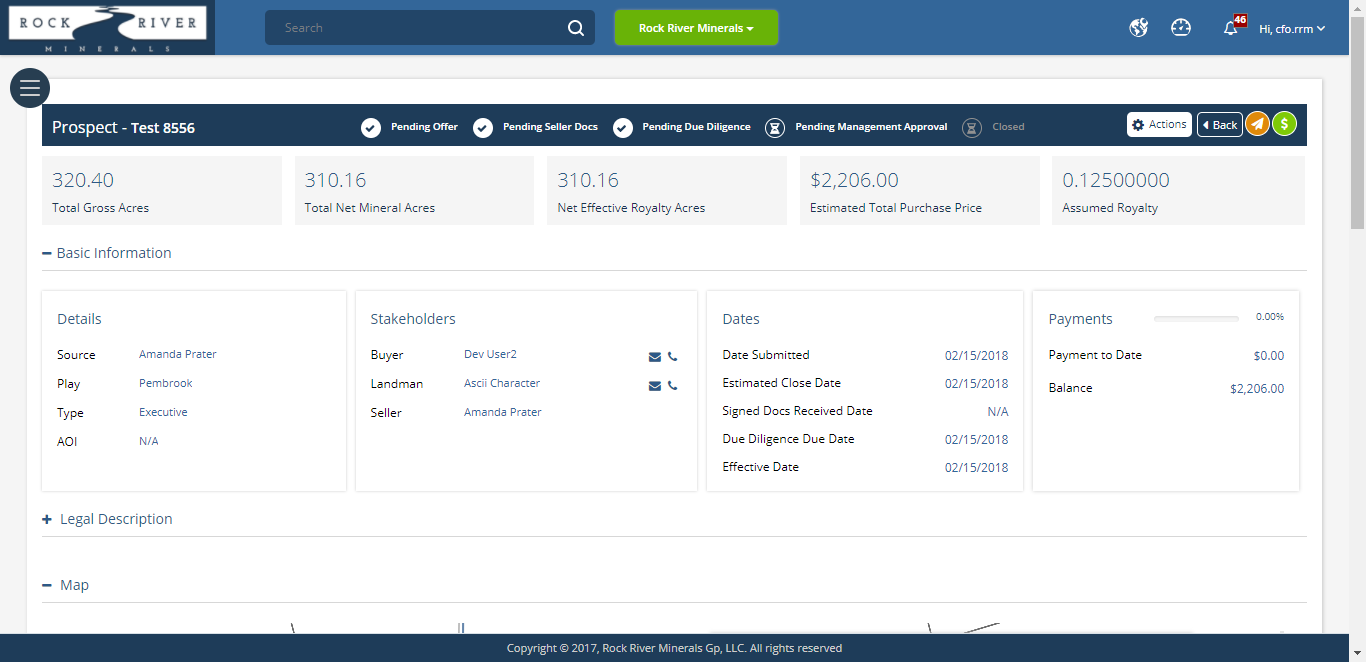 ROCK RIVER
MINERALS
Search
Rock River Minerals
46
Hi, cfo.rrm
Prospect - Test 8556
Pending Offer
Pending Seller Docs
Pending Due Diligence
Pending Management Approval
Closed
Actions
Back
$
320.40
Total Gross Acres
310.16
Total Net Mineral Acres
310.16
Net Effective Royalty Acres
$2,206.00
Estimated Total Purchase Price
0.12500000
Assumed Royalty
Basic Information
Details
Source Amanda Prater
Play Pembrook
Type Executive
AOI N/A
Stakeholders
Buyer Dev User2
Landman Ascii Character
Seller Amanda Prater
Dates
Date Submitted 02/15/2018
Estimated Close Date 02/15/2018
Signed Docs Received Date N/A
Due Diligence Due Date 02/15/2018
Effective Date 02/15/2018
Payments 0.00%
Payment to Date $0.00
Balance $2,206.00
Legal Description
Map
Copyright © 2017, Rock River Minerals Gp, LLC. All rights reserved